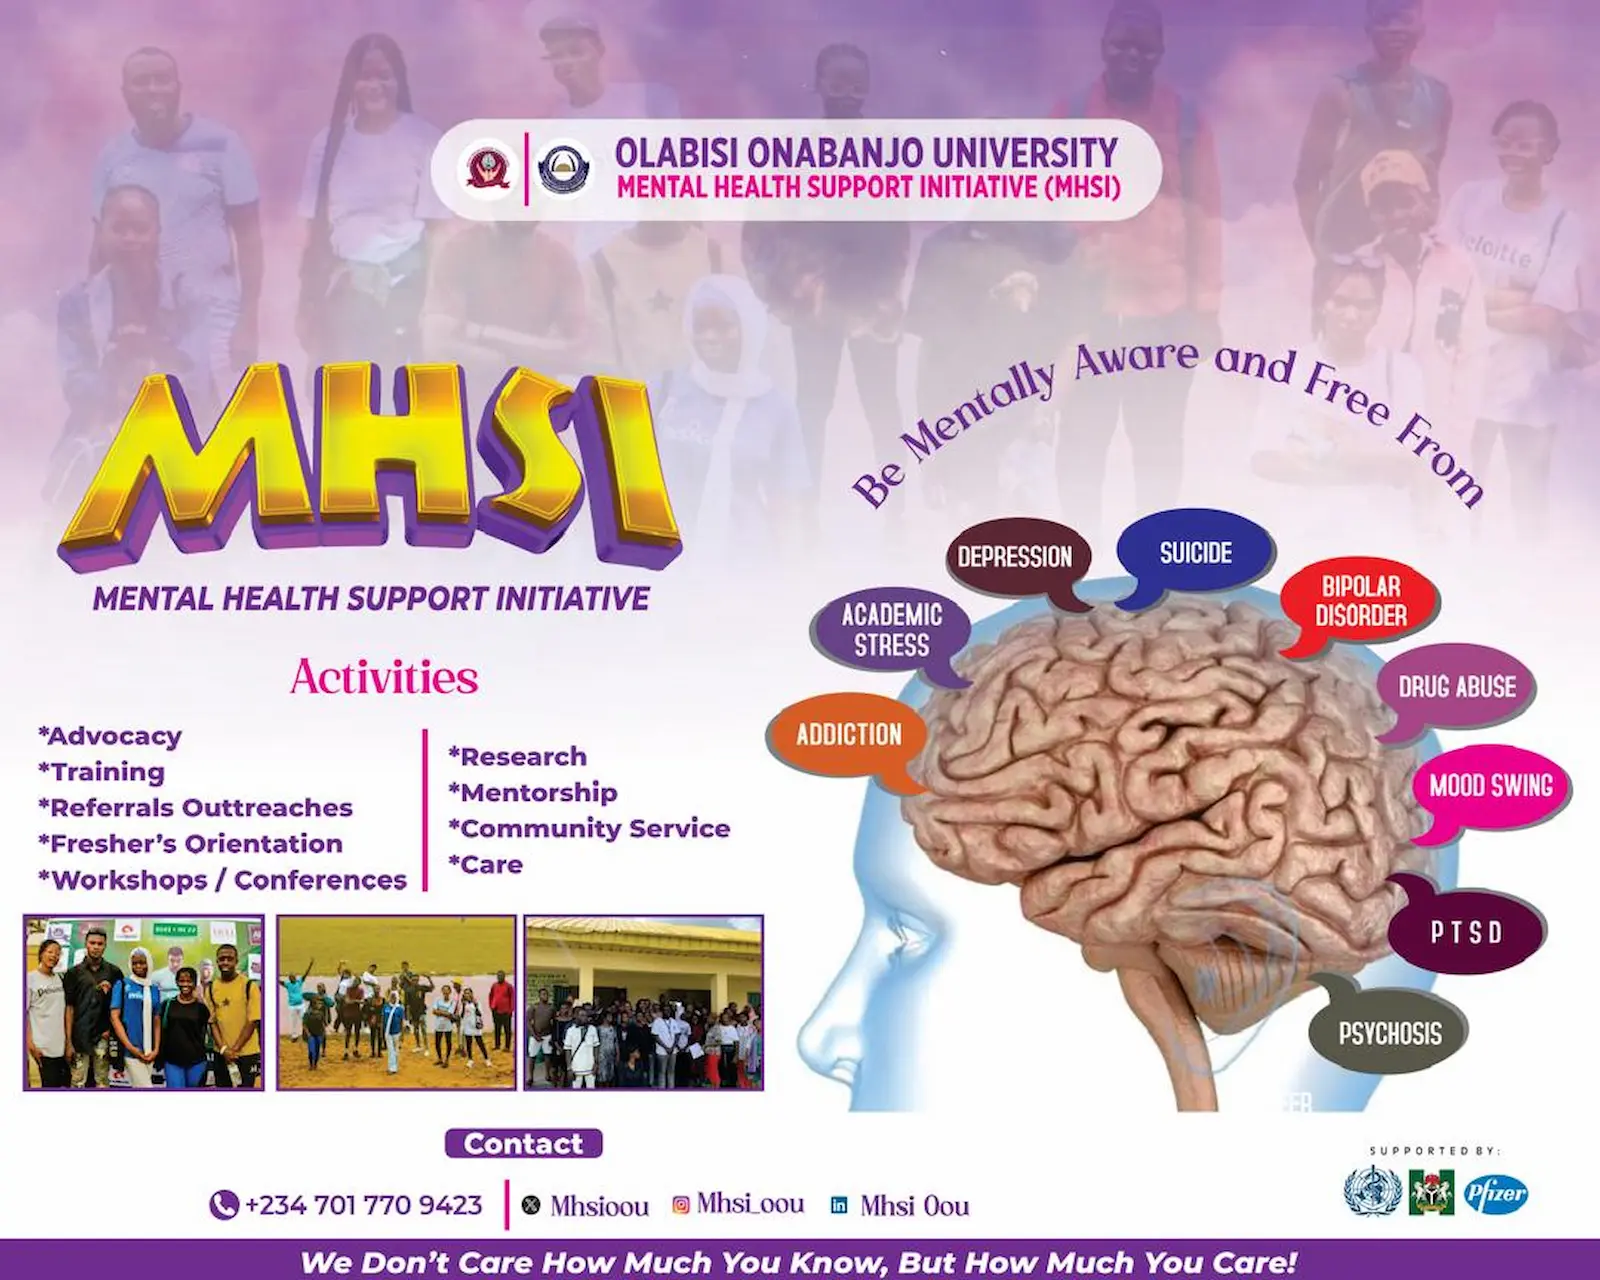 OLABISI ONABANJO UNIVERSITY
MENTAL HEALTH SUPPORT INITIATIVE (MHSI)
MHSI
MENTAL HEALTH SUPPORT INITIATIVE
Activities
*Advocacy
*Training
*Referrals Outtreaches
*Fresher's Orientation
*Workshops / Conferences
*Research
*Mentorship
*Community Service
*Care
Be Mentally Aware and Free From
DEPRESSION
SUICIDE
BIPOLAR
DISORDER
ACADEMIC
STRESS
DRUG ABUSE
ADDICTION
MOOD SWING
PTSD
PSYCHOSIS
Contact
+234 701 770 9423
Mhsioou
Mhsi_oou
in
Mhsi Oou
SUPPORTED BY:
Pfizer
We Don't Care How Much You Know, But How Much You Care!